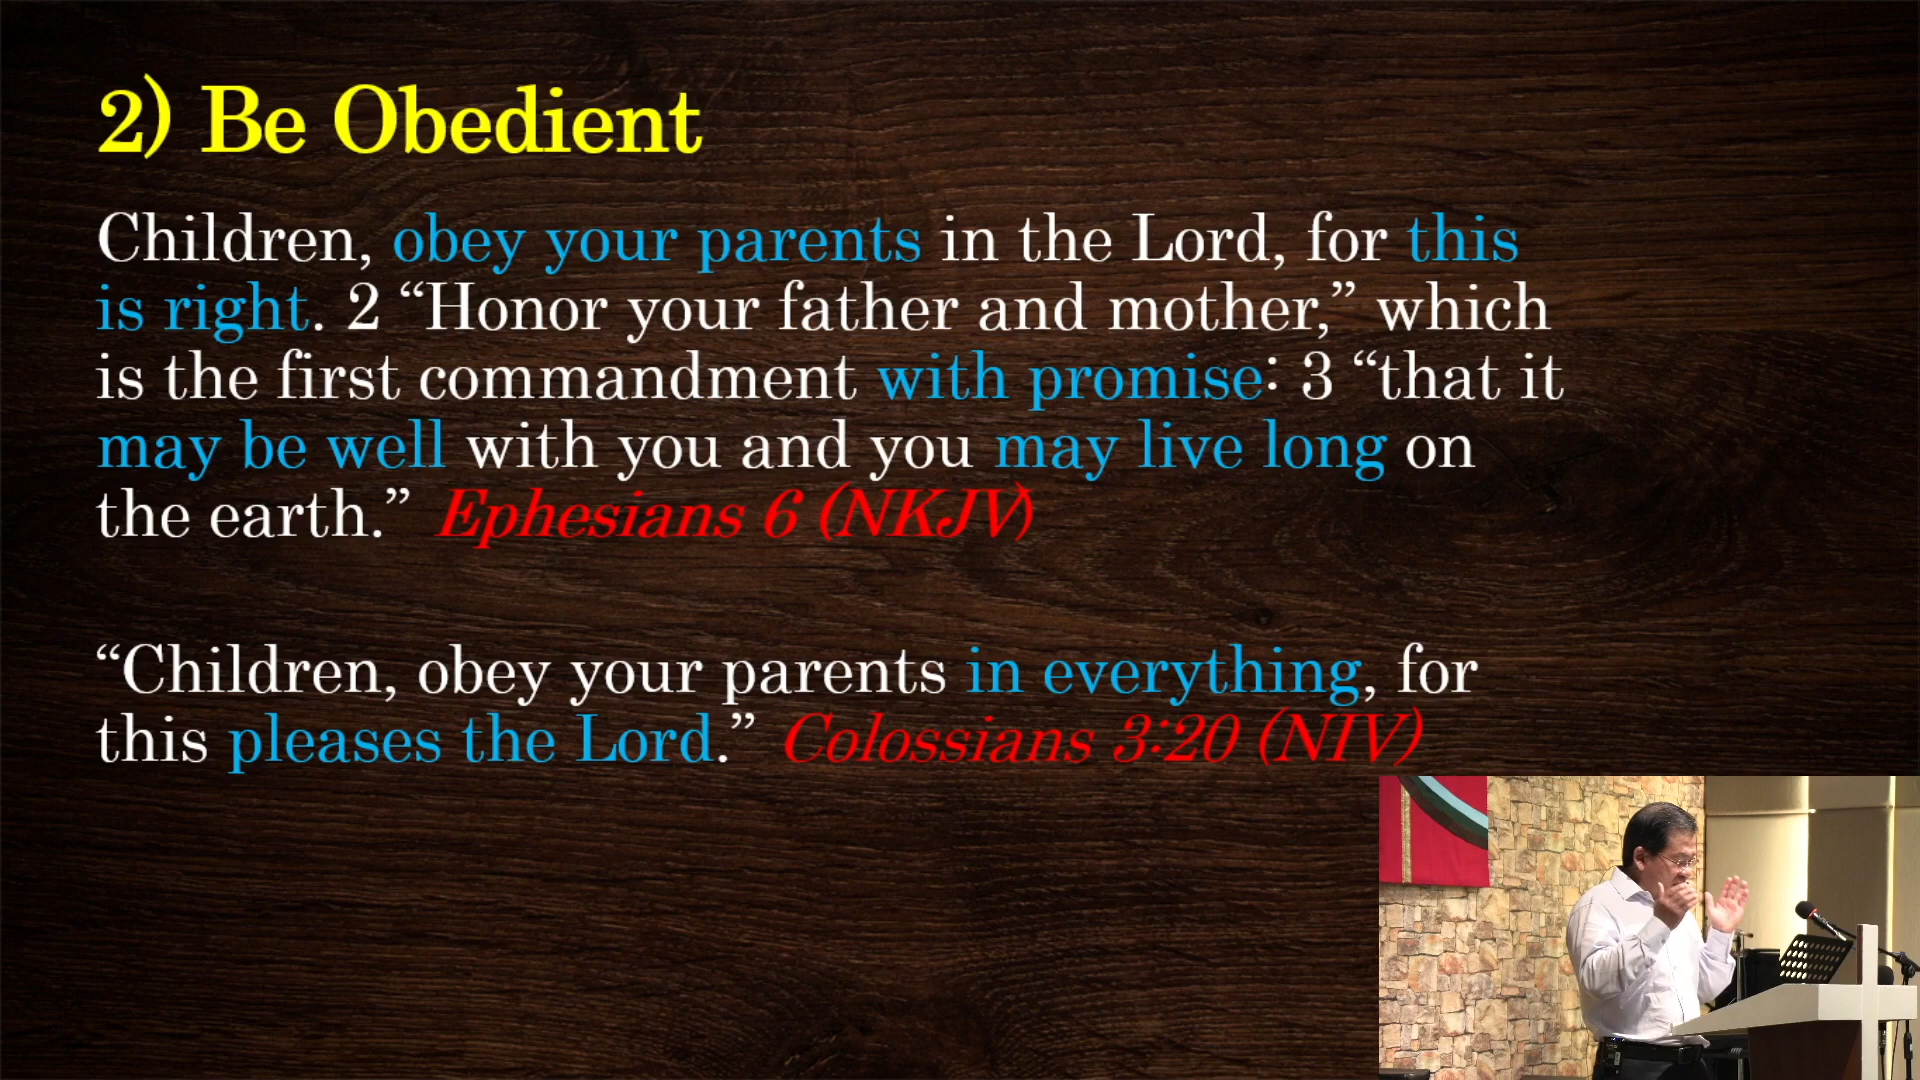 2) Be Obedient
Children, obey your parents in the Lord, for this
is right. 2 “Honor your father and mother,” which
is the first commandment with promise: 3 “that it
may be well with you and you may live long on
the earth.” Ephesians 6 (NKJV)
“Children, obey your parents in everything, for
this pleases the Lord.” Colossians 3:20 (NIV)